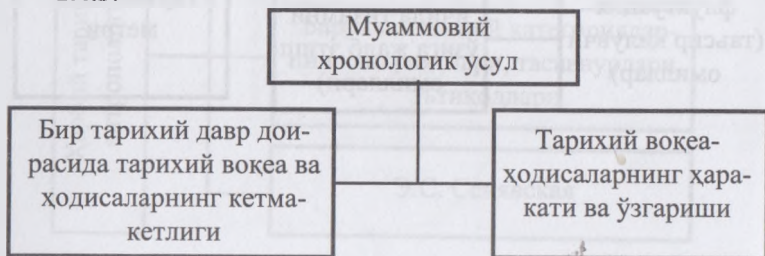 Муаммовий
хронологик усул
Бир тарихий давр дои-
расида тарихий воқеа ва
ҳодисаларнинг кетма-
кетлиги
Тарихий воқеа-
ҳодисаларнинг ҳара-
кати ва ўзгариши